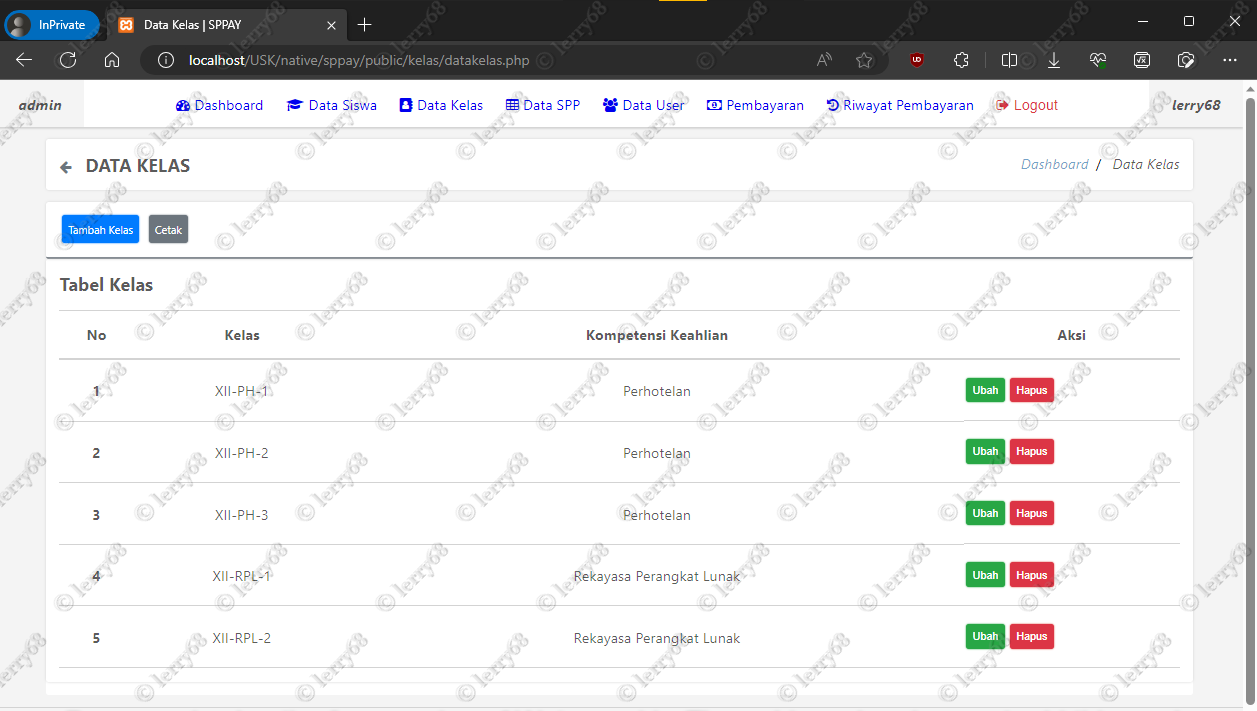 InPrivate Data Kelas | SPPAY
localhost/USK/native/sppay/public/kelas/datakelas.php
admin Dashboard Data Siswa Data Kelas Data SPP Data User Pembayaran Riwayat Pembayaran Logout lerry68
DATA KELAS Dashboard / Data Kelas
Tambah Kelas Cetak
Tabel Kelas
No Kelas Kompetensi Keahlian Aksi
1 XII-PH-1 Perhotelan Ubah Hapus
2 XII-PH-2 Perhotelan Ubah Hapus
3 XII-PH-3 Perhotelan Ubah Hapus
4 XII-RPL-1 Rekayasa Perangkat Lunak Ubah Hapus
5 XII-RPL-2 Rekayasa Perangkat Lunak Ubah Hapus
© lerry68